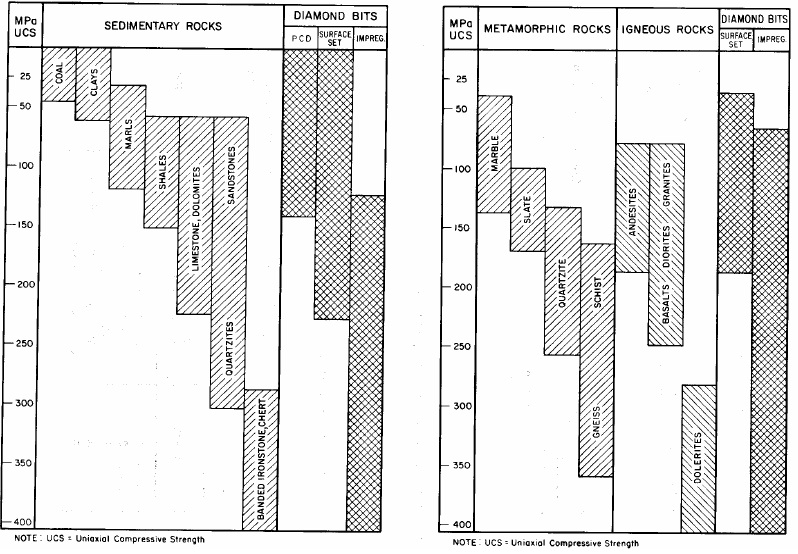 MPa
UCS
SEDIMENTARY ROCKS
DIAMOND BITS
PCD
SURFACE
SET
IMPREG.
25
50
100
150
200
250
300
350
400
COAL
CLAYS
MARLS
SHALES
LIMESTONE, DOLOMITES
QUARTZITES SANDSTONES
BANDED IRONSTONE, CHERT
NOTE: UCS = Uniaxial Compressive Strength
MPa
UCS
METAMORPHIC ROCKS
IGNEOUS ROCKS
DIAMOND BITS
SURFACE
SET
IMPREG.
25
50
100
150
200
250
300
350
400
MARBLE
SLATE
QUARTZITE
GNEISS SCHIST
ANDESITES
BASALTS DIORITES GRANITES
DOLERITES
NOTE: UCS = Uniaxial Compressive Strength